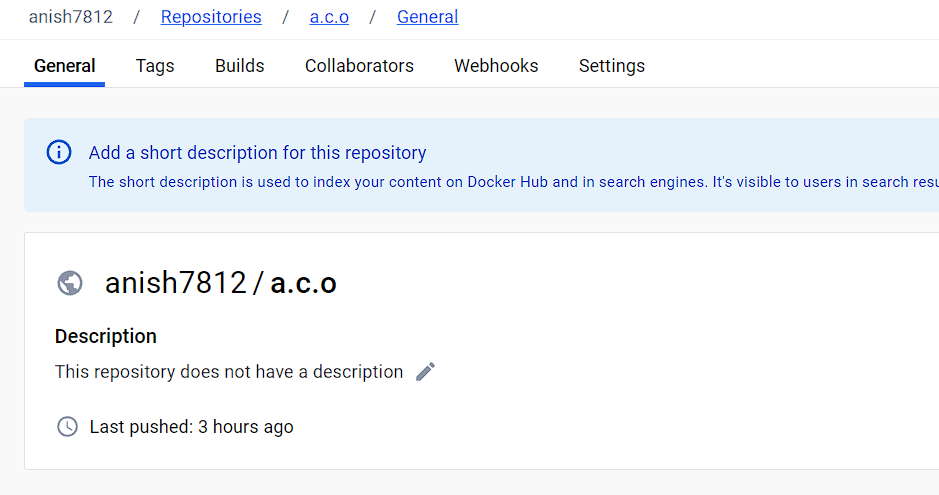 anish7812 / Repositories / a.c.o / General
General Tags Builds Collaborators Webhooks Settings
Add a short description for this repository
The short description is used to index your content on Docker Hub and in search engines. It's visible to users in search
anish7812 / a.c.o
Description
This repository does not have a description
Last pushed: 3 hours ago